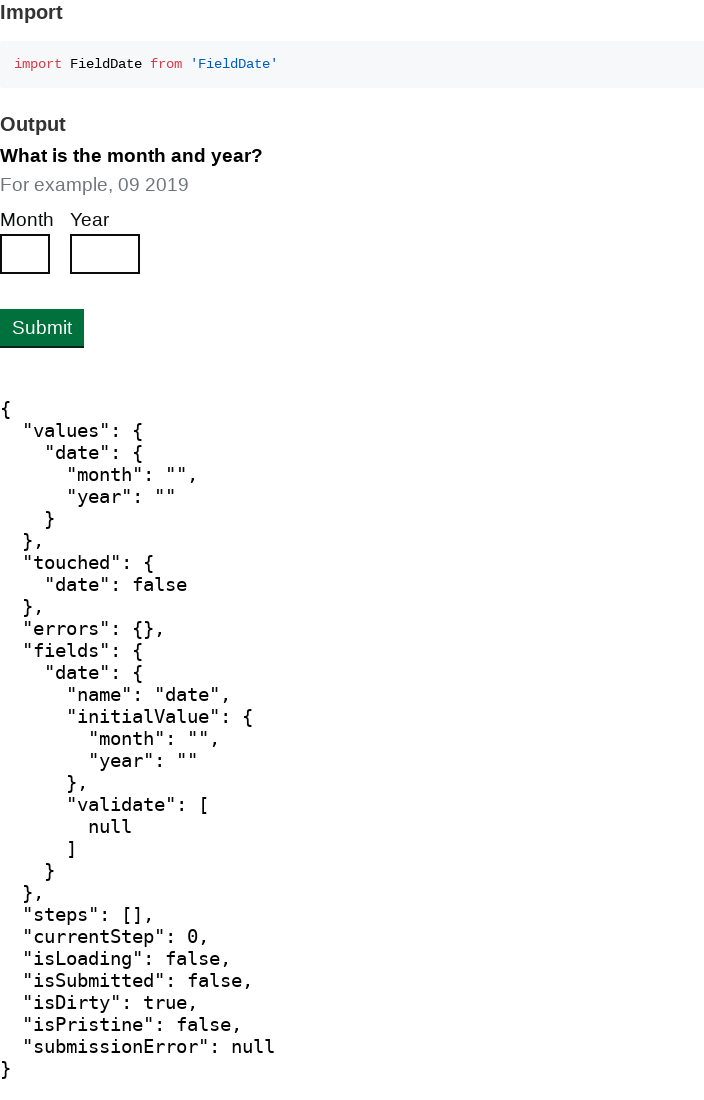 Import
import FieldDate from 'FieldDate'
Output
What is the month and year?
For example, 09 2019
Month Year
Submit
{
  "values": {
    "date": {
      "month": "",
      "year": ""
    }
  },
  "touched": {
    "date": false
  },
  "errors": {},
  "fields": {
    "date": {
      "name": "date",
      "initialValue": {
        "month": "",
        "year": ""
      },
      "validate": [
        null
      ]
    }
  },
  "steps": [],
  "currentStep": 0,
  "isLoading": false,
  "isSubmitted": false,
  "isDirty": true,
  "isPristine": false,
  "submissionError": null
}